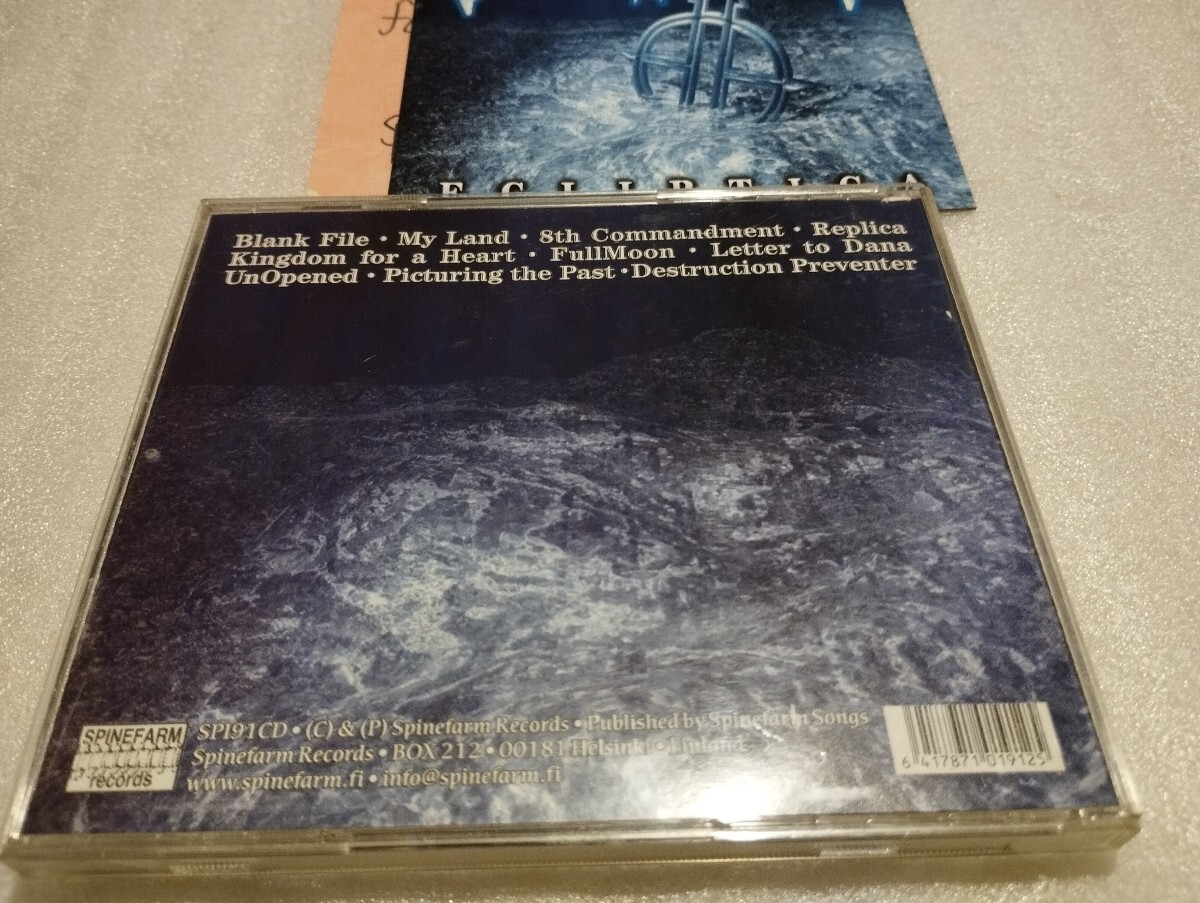 ECLIPTICA
Blank File • My Land • 8th Commandment • Replica
Kingdom for a Heart • FullMoon • Letter to Dana
UnOpened • Picturing the Past • Destruction Preventer
SPINEFARM
records
SPI91CD • (C) & (P) Spinefarm Records • Published by Spinefarm Songs
Spinefarm Records • BOX 212 • 00181 Helsinki • Finland
www.spinefarm.fi • info@spinefarm.fi
6 417871 019125